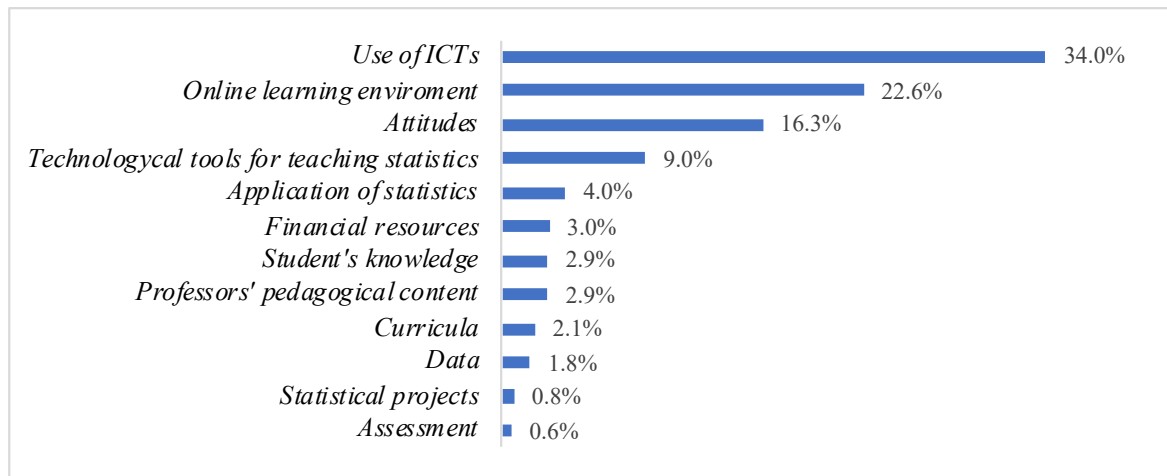 Use of ICTs 34.0%
Online learning enviroment 22.6%
Attitudes 16.3%
Technologycal tools for teaching statistics 9.0%
Application of statistics 4.0%
Financial resources 3.0%
Student's knowledge 2.9%
Professors' pedagogical content 2.9%
Curricula 2.1%
Data 1.8%
Statistical projects 0.8%
Assessment 0.6%